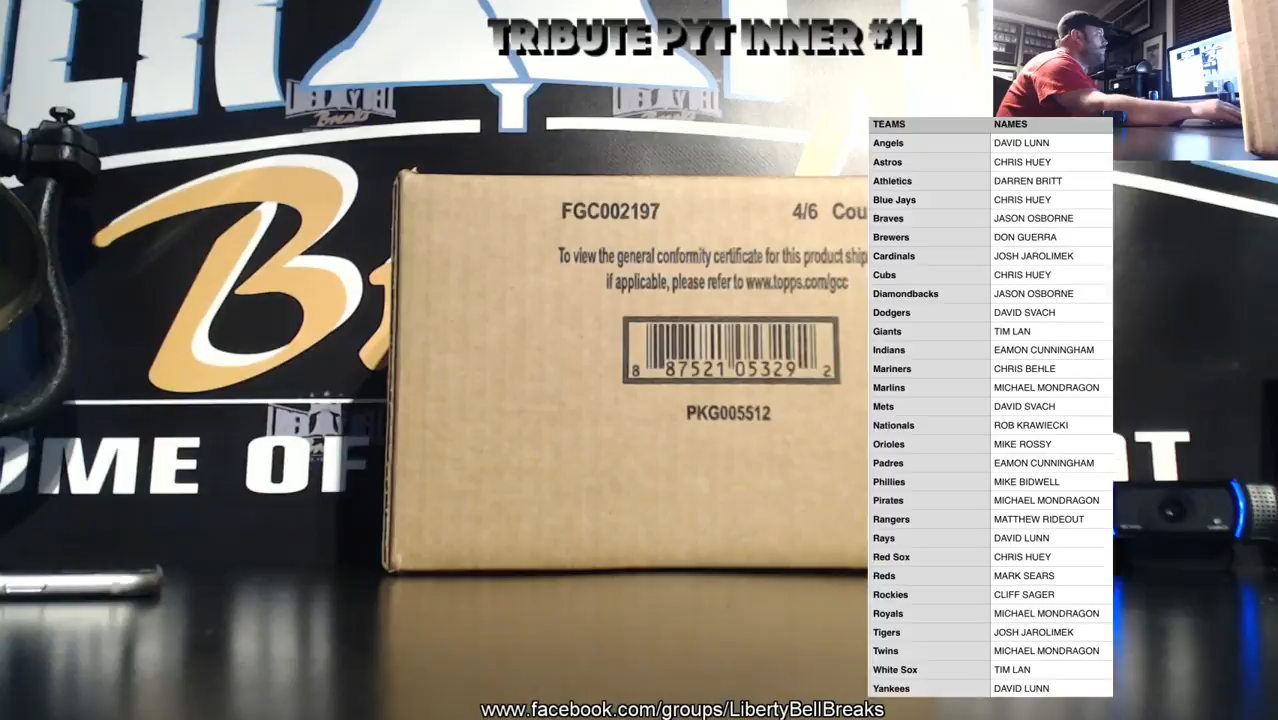 TRIBUTE PYT INNER #11
TEAMS NAMES
Angels DAVID LUNN
Astros CHRIS HUEY
Athletics DARREN BRITT
Blue Jays CHRIS HUEY
Braves JASON OSBORNE
Brewers DON GUERRA
Cardinals JOSH JAROLIMEK
Cubs CHRIS HUEY
Diamondbacks JASON OSBORNE
Dodgers DAVID SVACH
Giants TIM LAN
Indians EAMON CUNNINGHAM
Mariners CHRIS BEHLE
Marlins MICHAEL MONDRAGON
Mets DAVID SVACH
Nationals ROB KRAWIECKI
Orioles MIKE ROSSY
Padres EAMON CUNNINGHAM
Phillies MIKE BIDWELL
Pirates MICHAEL MONDRAGON
Rangers MATTHEW RIDEOUT
Rays DAVID LUNN
Red Sox CHRIS HUEY
Reds MARK SEARS
Rockies CLIFF SAGER
Royals MICHAEL MONDRAGON
Tigers JOSH JAROLIMEK
Twins MICHAEL MONDRAGON
White Sox TIM LAN
Yankees DAVID LUNN
FGC002197 4/6 Cou
To view the general conformity certificate for this product ship
if applicable, please refer to www.topps.com/gcc
8 87521 05329 2
PKG005512
OME OF
www.facebook.com/groups/LibertyBellBreaks